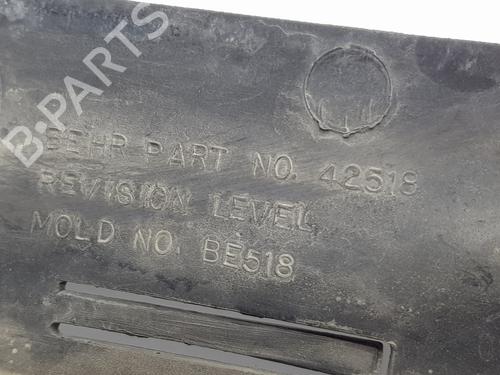 B-PARTS
BEHR PART NO. 42518
REVISION LEVEL
MOLD NO. BE518